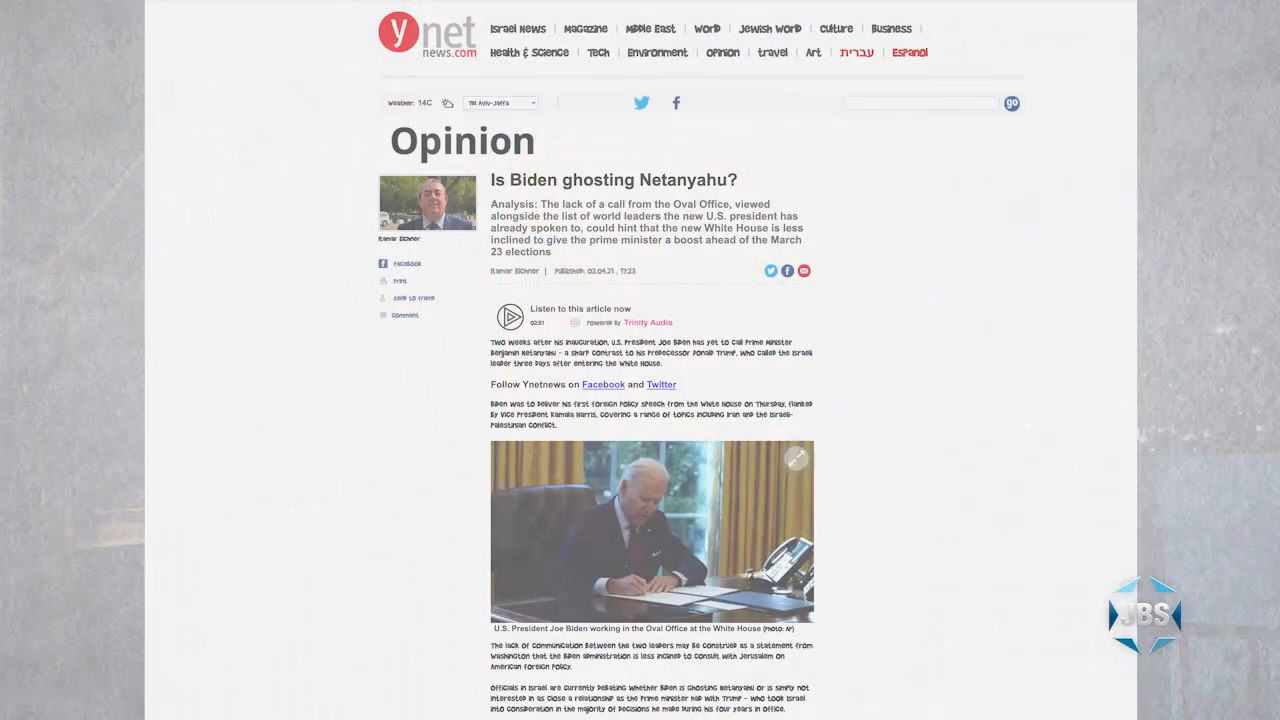 ynet
news.com
Israel News | Magazine | Middle East | World | Jewish World | Culture | Business |
Health & Science | Tech | Environment | Opinion | travel | Art | עברית | Español
Weather: 14C Tel Aviv-Jaffa go
Opinion
Is Biden ghosting Netanyahu?
Analysis: The lack of a call from the Oval Office, viewed
alongside the list of world leaders the new U.S. president has
already spoken to, could hint that the new White House is less
inclined to give the prime minister a boost ahead of the March
23 elections
Itamar Eichner
Itamar Eichner | Published: 02.04.21 , 17:23
facebook
print
send to friend
comment
Listen to this article now
02:57 Powered by Trinity Audio
Two weeks after his inauguration, U.S. President Joe Biden has yet to call Prime Minister
Benjamin Netanyahu - a sharp contrast to his predecessor Donald Trump, who called the Israeli
leader three days after entering the White House.
Follow Ynetnews on Facebook and Twitter
Biden was to deliver his first foreign policy speech from the White House on Thursday, flanked
by Vice President Kamala Harris, covering a range of topics including Iran and the Israeli-
Palestinian conflict.
U.S. President Joe Biden working in the Oval Office at the White House (Photo: AP)
JBS
The lack of communication between the two leaders may be construed as a statement from
Washington that the Biden administration is less inclined to consult with Jerusalem on
American foreign policy.
Officials in Israel are currently debating whether Biden is ghosting Netanyahu or is simply not
interested in as close a relationship as the prime minister had with Trump - who took Israel
into consideration in the majority of decisions he made during his four years in office.